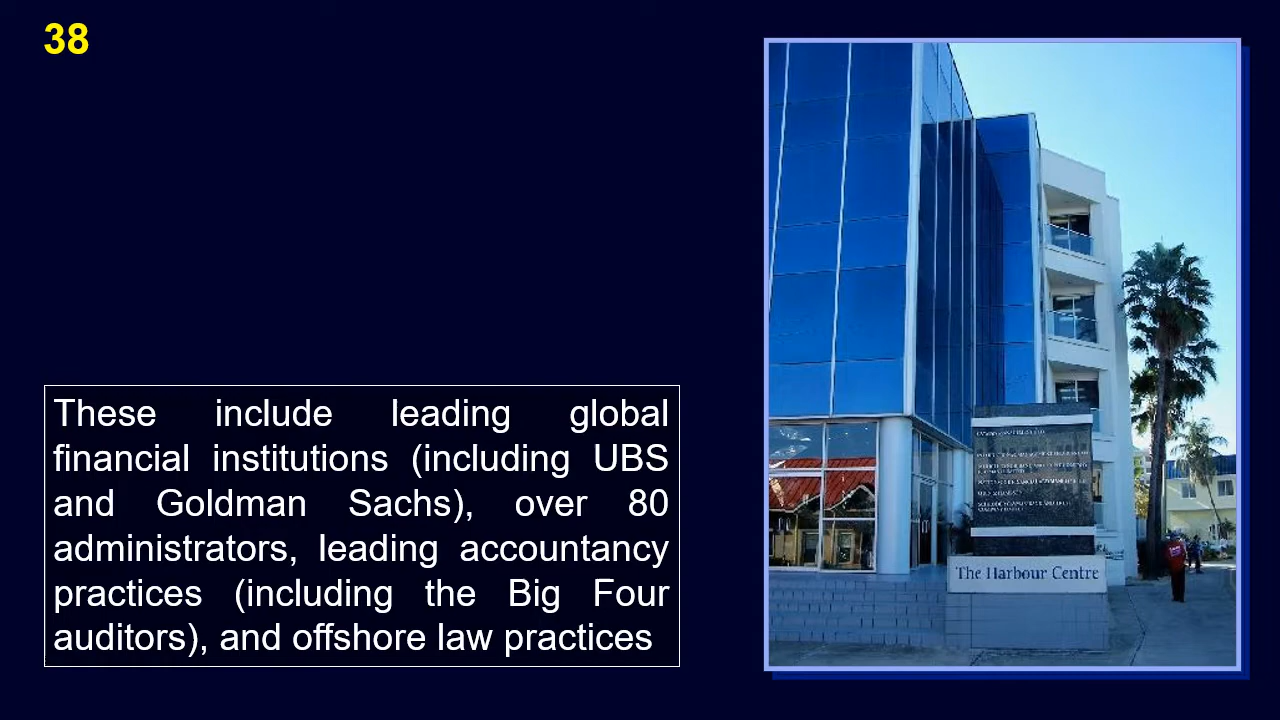 38
These include leading global
financial institutions (including UBS
and Goldman Sachs), over 80
administrators, leading accountancy
practices (including the Big Four
auditors), and offshore law practices
The Harbour Centre